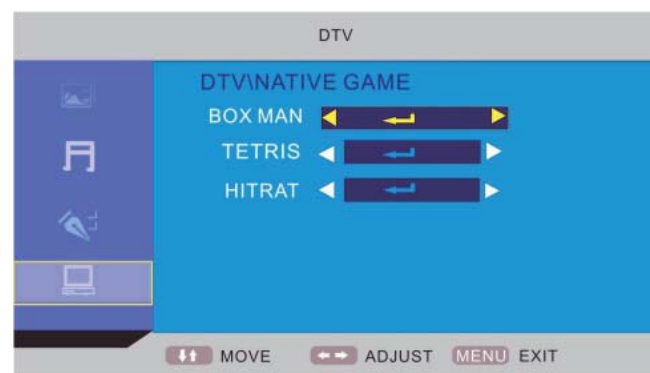 DTV
DTV\NATIVE GAME
BOX MAN
TETRIS
HITRAT
MOVE ADJUST MENU EXIT